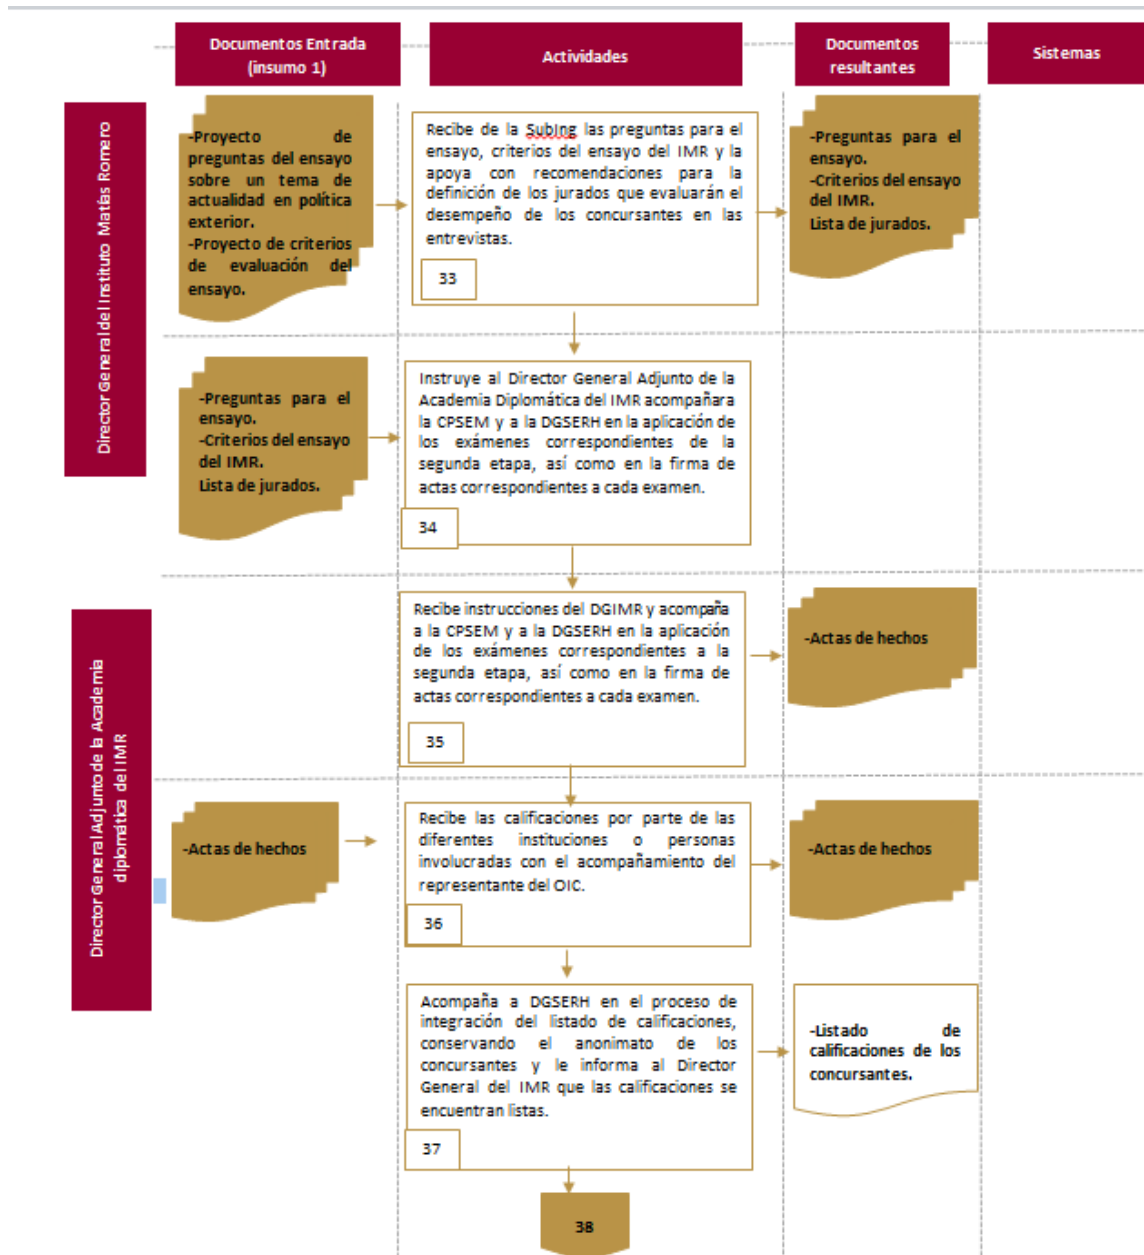 Documentos Entrada
(insumo 1)
Actividades
Documentos
resultantes
Sistemas
Director General del Instituto Matías Romero
-Proyecto de
preguntas del ensayo
sobre un tema de
actualidad en política
exterior.
-Proyecto de criterios
de evaluación del
ensayo.
Recibe de la SubIng las preguntas para el
ensayo, criterios del ensayo del IMR y la
apoya con recomendaciones para la
definición de los jurados que evaluarán el
desempeño de los concursantes en las
entrevistas.
33
-Preguntas para el
ensayo.
-Criterios del ensayo
del IMR.
Lista de jurados.
-Preguntas para el
ensayo.
-Criterios del ensayo
del IMR.
Lista de jurados.
Instruye al Director General Adjunto de la
Academia Diplomática del IMR acompañara
la CPSEM y a la DGSERH en la aplicación de
los exámenes correspondientes de la
segunda etapa, así como en la firma de
actas correspondientes a cada examen.
34
Director General Adjunto de la Academia
diplomática del IMR
Recibe instrucciones del DGIMR y acompaña
a la CPSEM y a la DGSERH en la aplicación
de los exámenes correspondientes a la
segunda etapa, así como en la firma de
actas correspondientes a cada examen.
35
-Actas de hechos
-Actas de hechos
Recibe las calificaciones por parte de las
diferentes instituciones o personas
involucradas con el acompañamiento del
representante del OIC.
36
-Actas de hechos
Acompaña a DGSERH en el proceso de
integración del listado de calificaciones,
conservando el anonimato de los
concursantes y le informa al Director
General del IMR que las calificaciones se
encuentran listas.
37
-Listado de
calificaciones de los
concursantes.
38